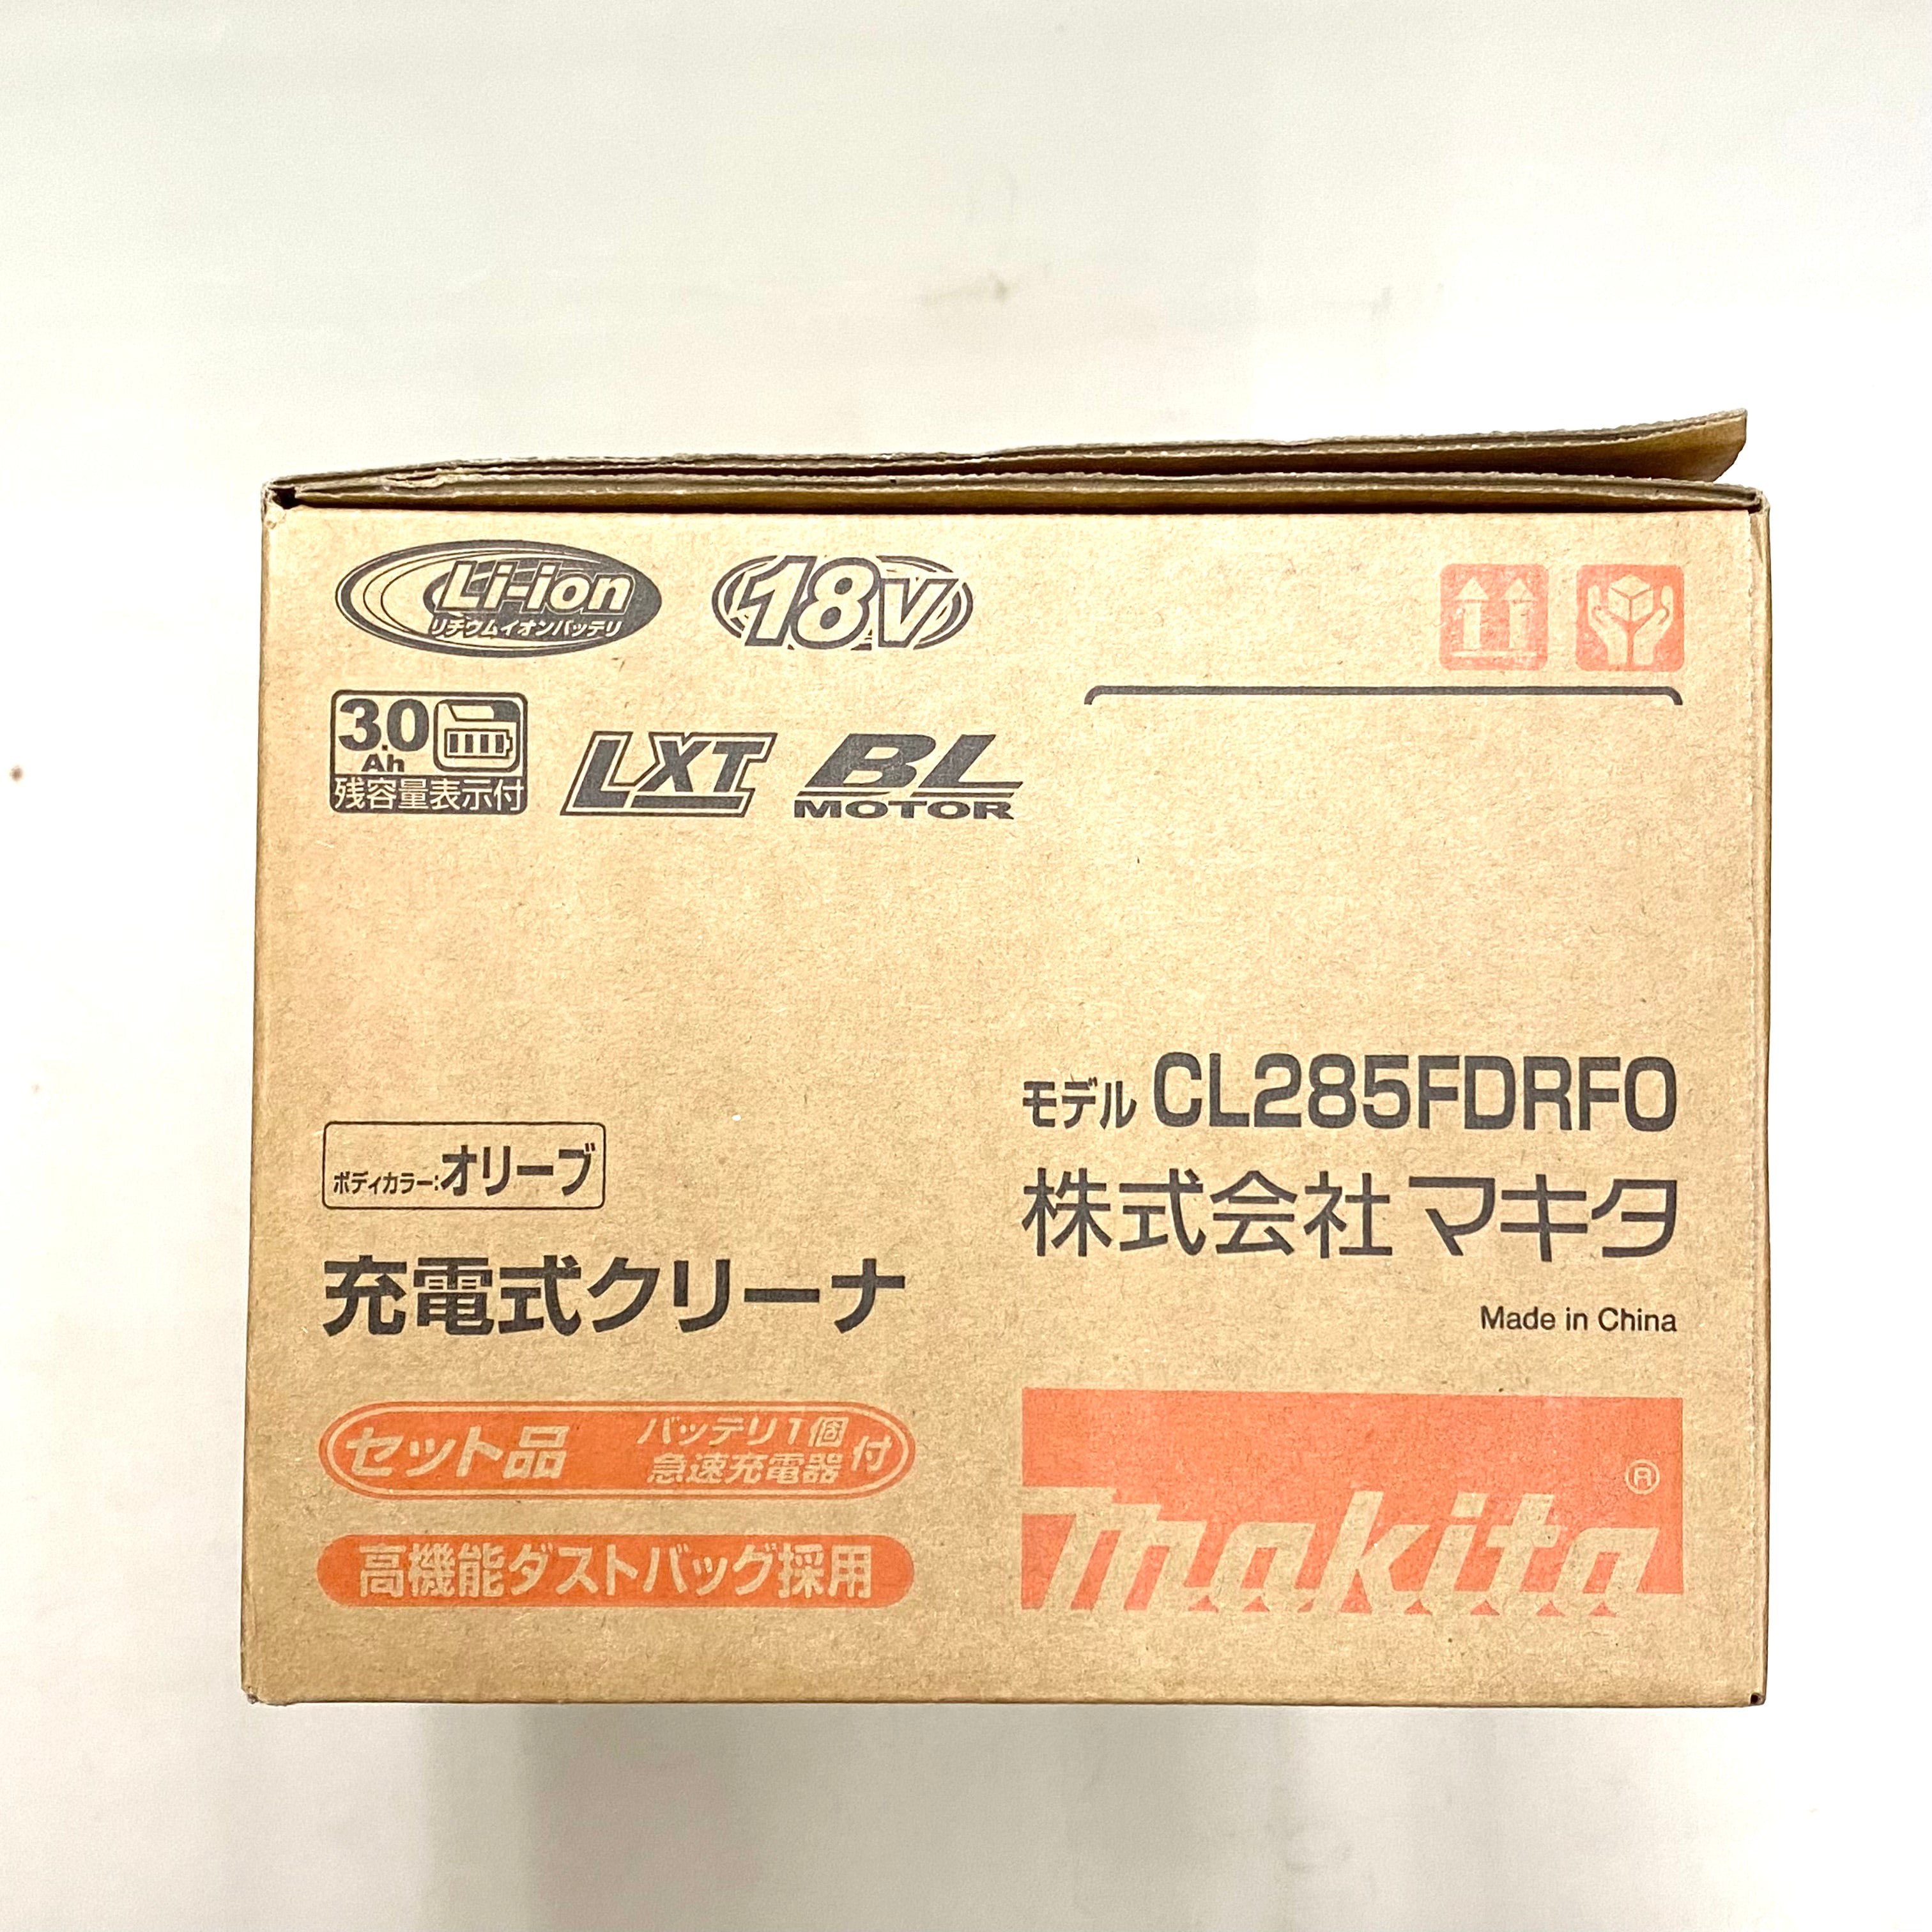 Li-ion
リチウムイオンバッテリ
18V
3.0
Ah
残容量表示付
LXT
BL
MOTOR
モデル CL285FDRFO
株式会社マキタ
Made in China
ボディカラー:オリーブ
充電式クリーナ
セット品 バッテリ1個
急速充電器 付
高機能ダストバッグ採用
makita®